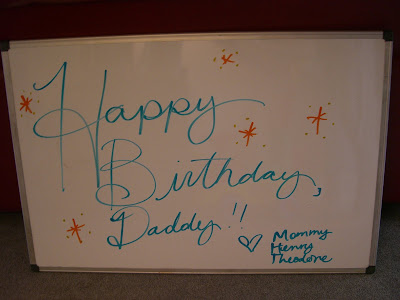 Happy
Birthday,
Daddy!!
♡ Mommy
Henry
Theodore